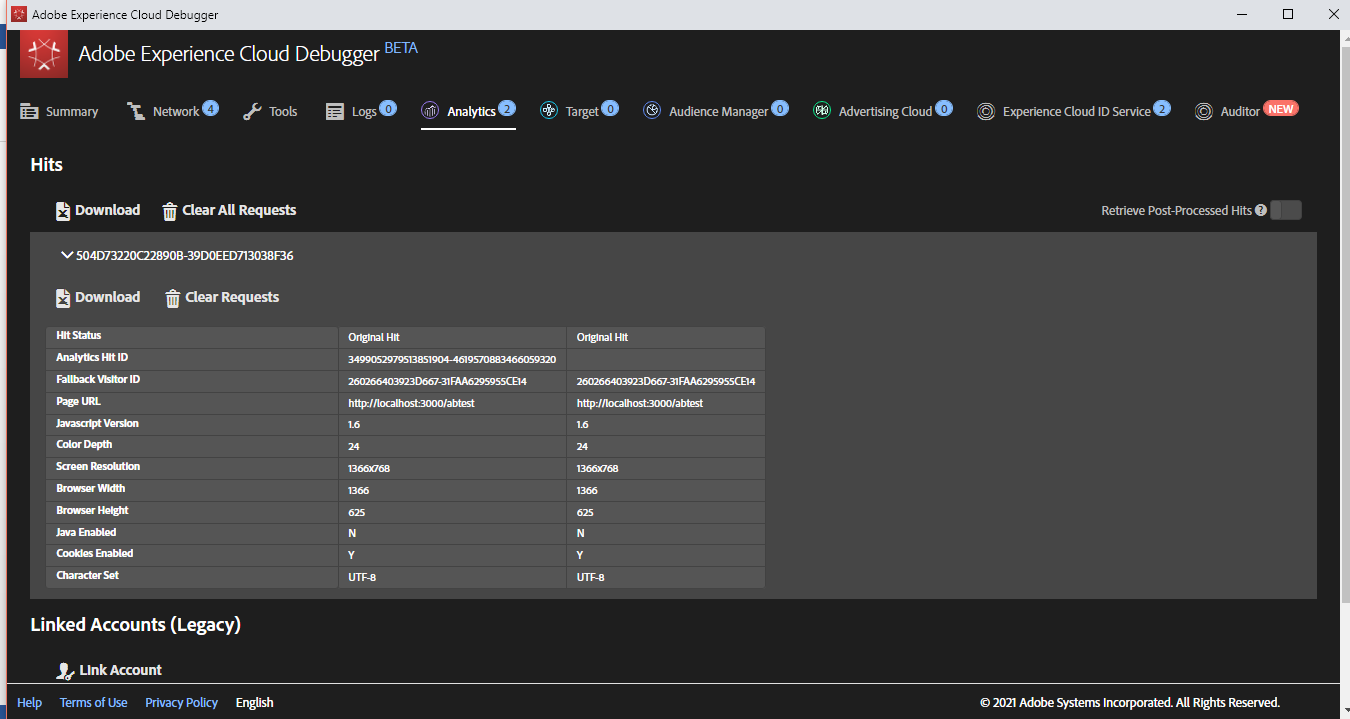 Adobe Experience Cloud Debugger
Adobe Experience Cloud Debugger BETA
Summary Network 4 Tools Logs 0 Analytics 2 Target 0 Audience Manager 0 Advertising Cloud 0 Experience Cloud ID Service 2 Auditor NEW
Hits
Download Clear All Requests Retrieve Post-Processed Hits ?
504D73220C22890B-39D0EED713038F36
Download Clear Requests
Hit Status Original Hit Original Hit
Analytics Hit ID 3499052979513851904-4619570883466059320
Fallback Visitor ID 260266403923D667-31FAA6295955CE14 260266403923D667-31FAA6295955CE14
Page URL http://localhost:3000/abtest http://localhost:3000/abtest
Javascript Version 1.6 1.6
Color Depth 24 24
Screen Resolution 1366x768 1366x768
Browser Width 1366 1366
Browser Height 625 625
Java Enabled N N
Cookies Enabled Y Y
Character Set UTF-8 UTF-8
Linked Accounts (Legacy)
Link Account
Help Terms of Use Privacy Policy English © 2021 Adobe Systems Incorporated. All Rights Reserved.